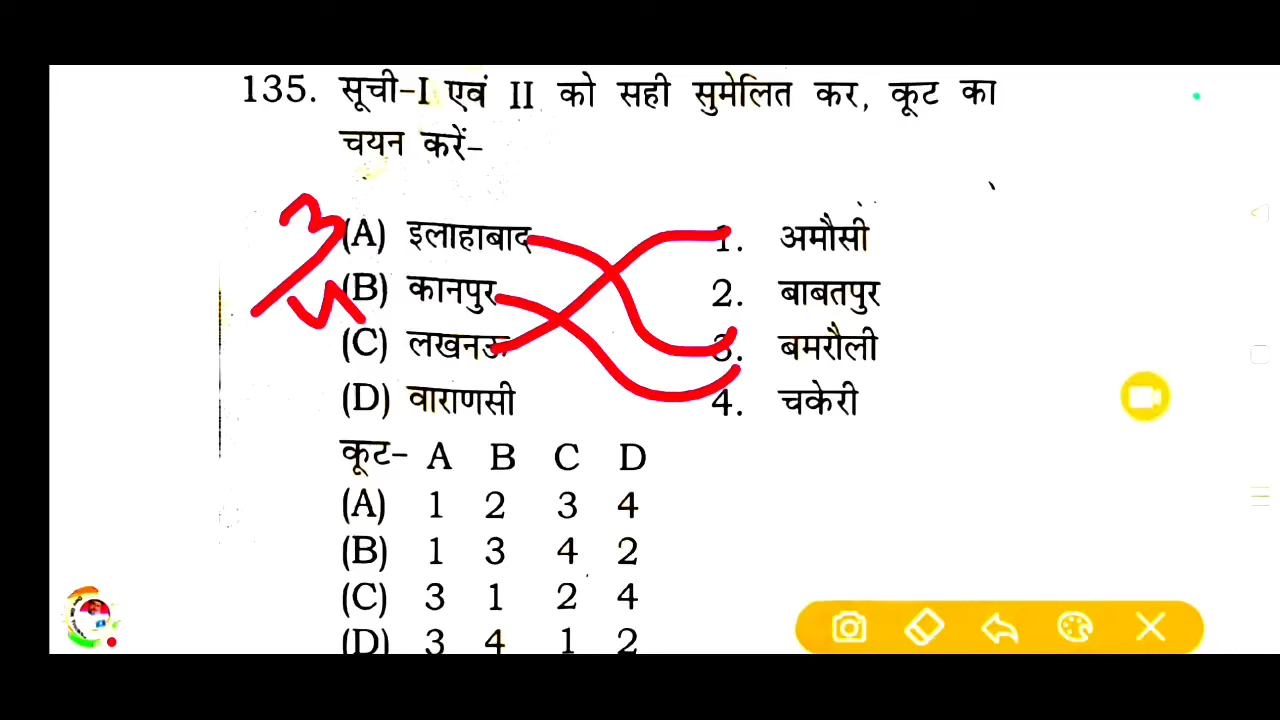 135. सूची-I एवं II को सही सुमेलित कर, कूट का
चयन करें-
(A) इलाहाबाद 1. अमौसी
(B) कानपुर 2. बाबतपुर
(C) लखनऊ 3. बमरौली
(D) वाराणसी 4. चकेरी
कूट- A B C D
(A) 1 2 3 4
(B) 1 3 4 2
(C) 3 1 2 4
(D) 3 4 1 2